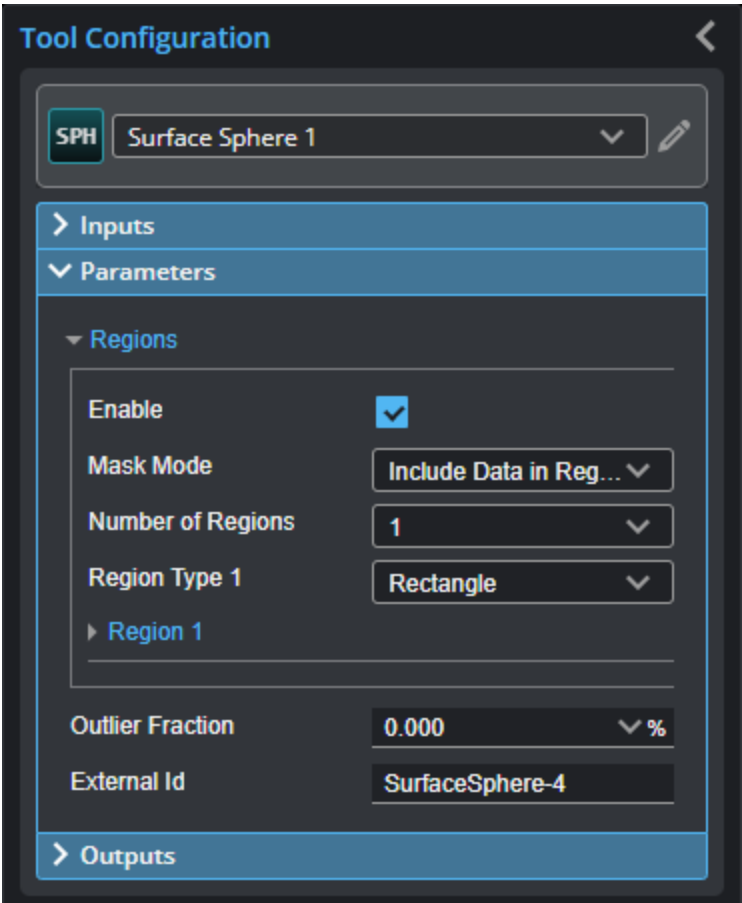 Tool Configuration
SPH Surface Sphere 1
Inputs
Parameters
Regions
Enable
Mask Mode Include Data in Reg...
Number of Regions 1
Region Type 1 Rectangle
Region 1
Outlier Fraction 0.000 %
External Id SurfaceSphere-4
Outputs